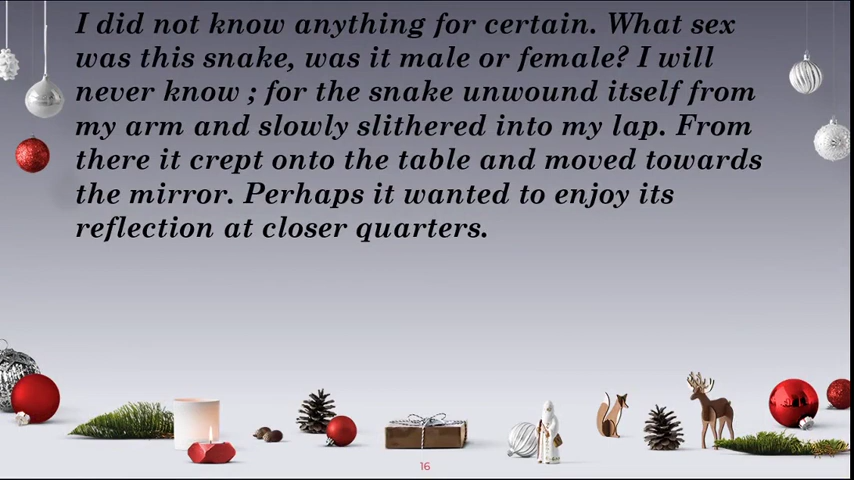 I did not know anything for certain. What sex
was this snake, was it male or female? I will
never know ; for the snake unwound itself from
my arm and slowly slithered into my lap. From
there it crept onto the table and moved towards
the mirror. Perhaps it wanted to enjoy its
reflection at closer quarters.
16